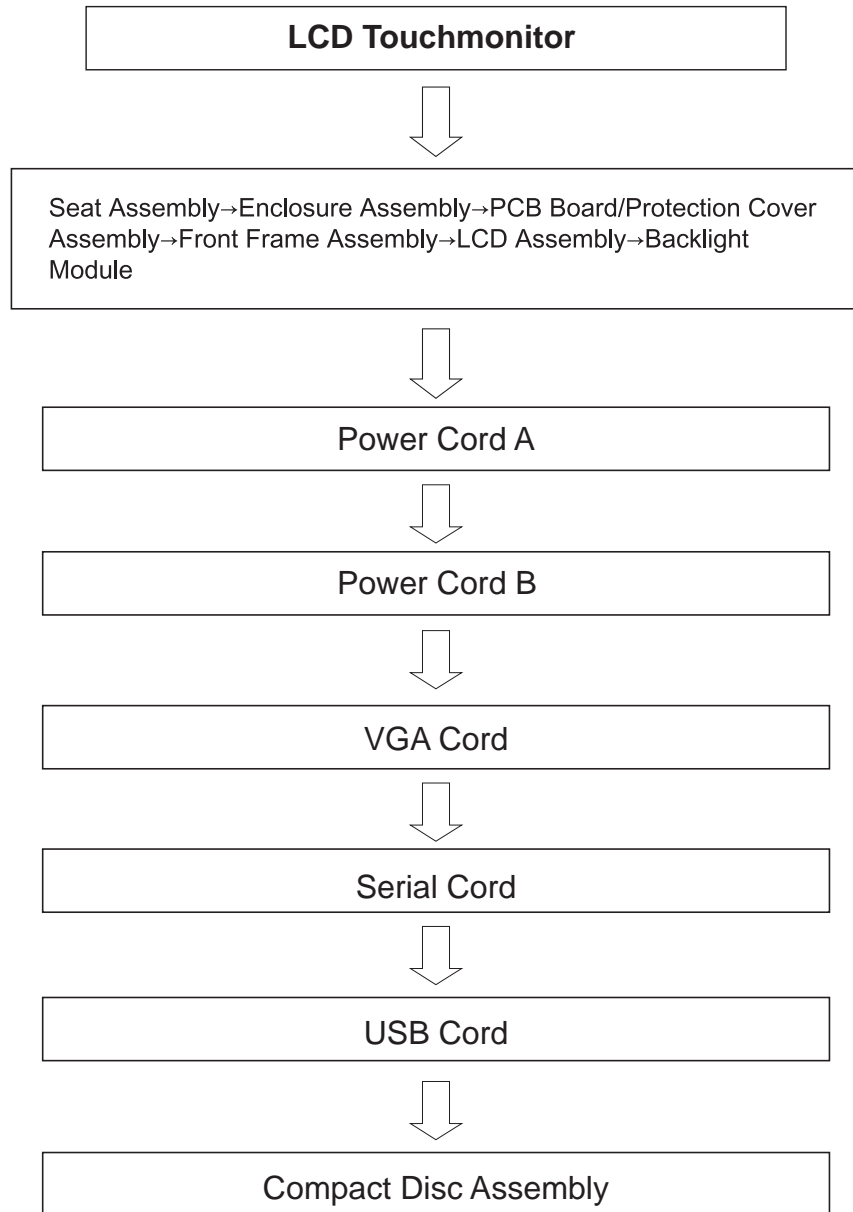 LCD Touchmonitor
Seat Assembly→Enclosure Assembly→PCB Board/Protection Cover
Assembly→Front Frame Assembly→LCD Assembly→Backlight
Module
Power Cord A
Power Cord B
VGA Cord
Serial Cord
USB Cord
Compact Disc Assembly